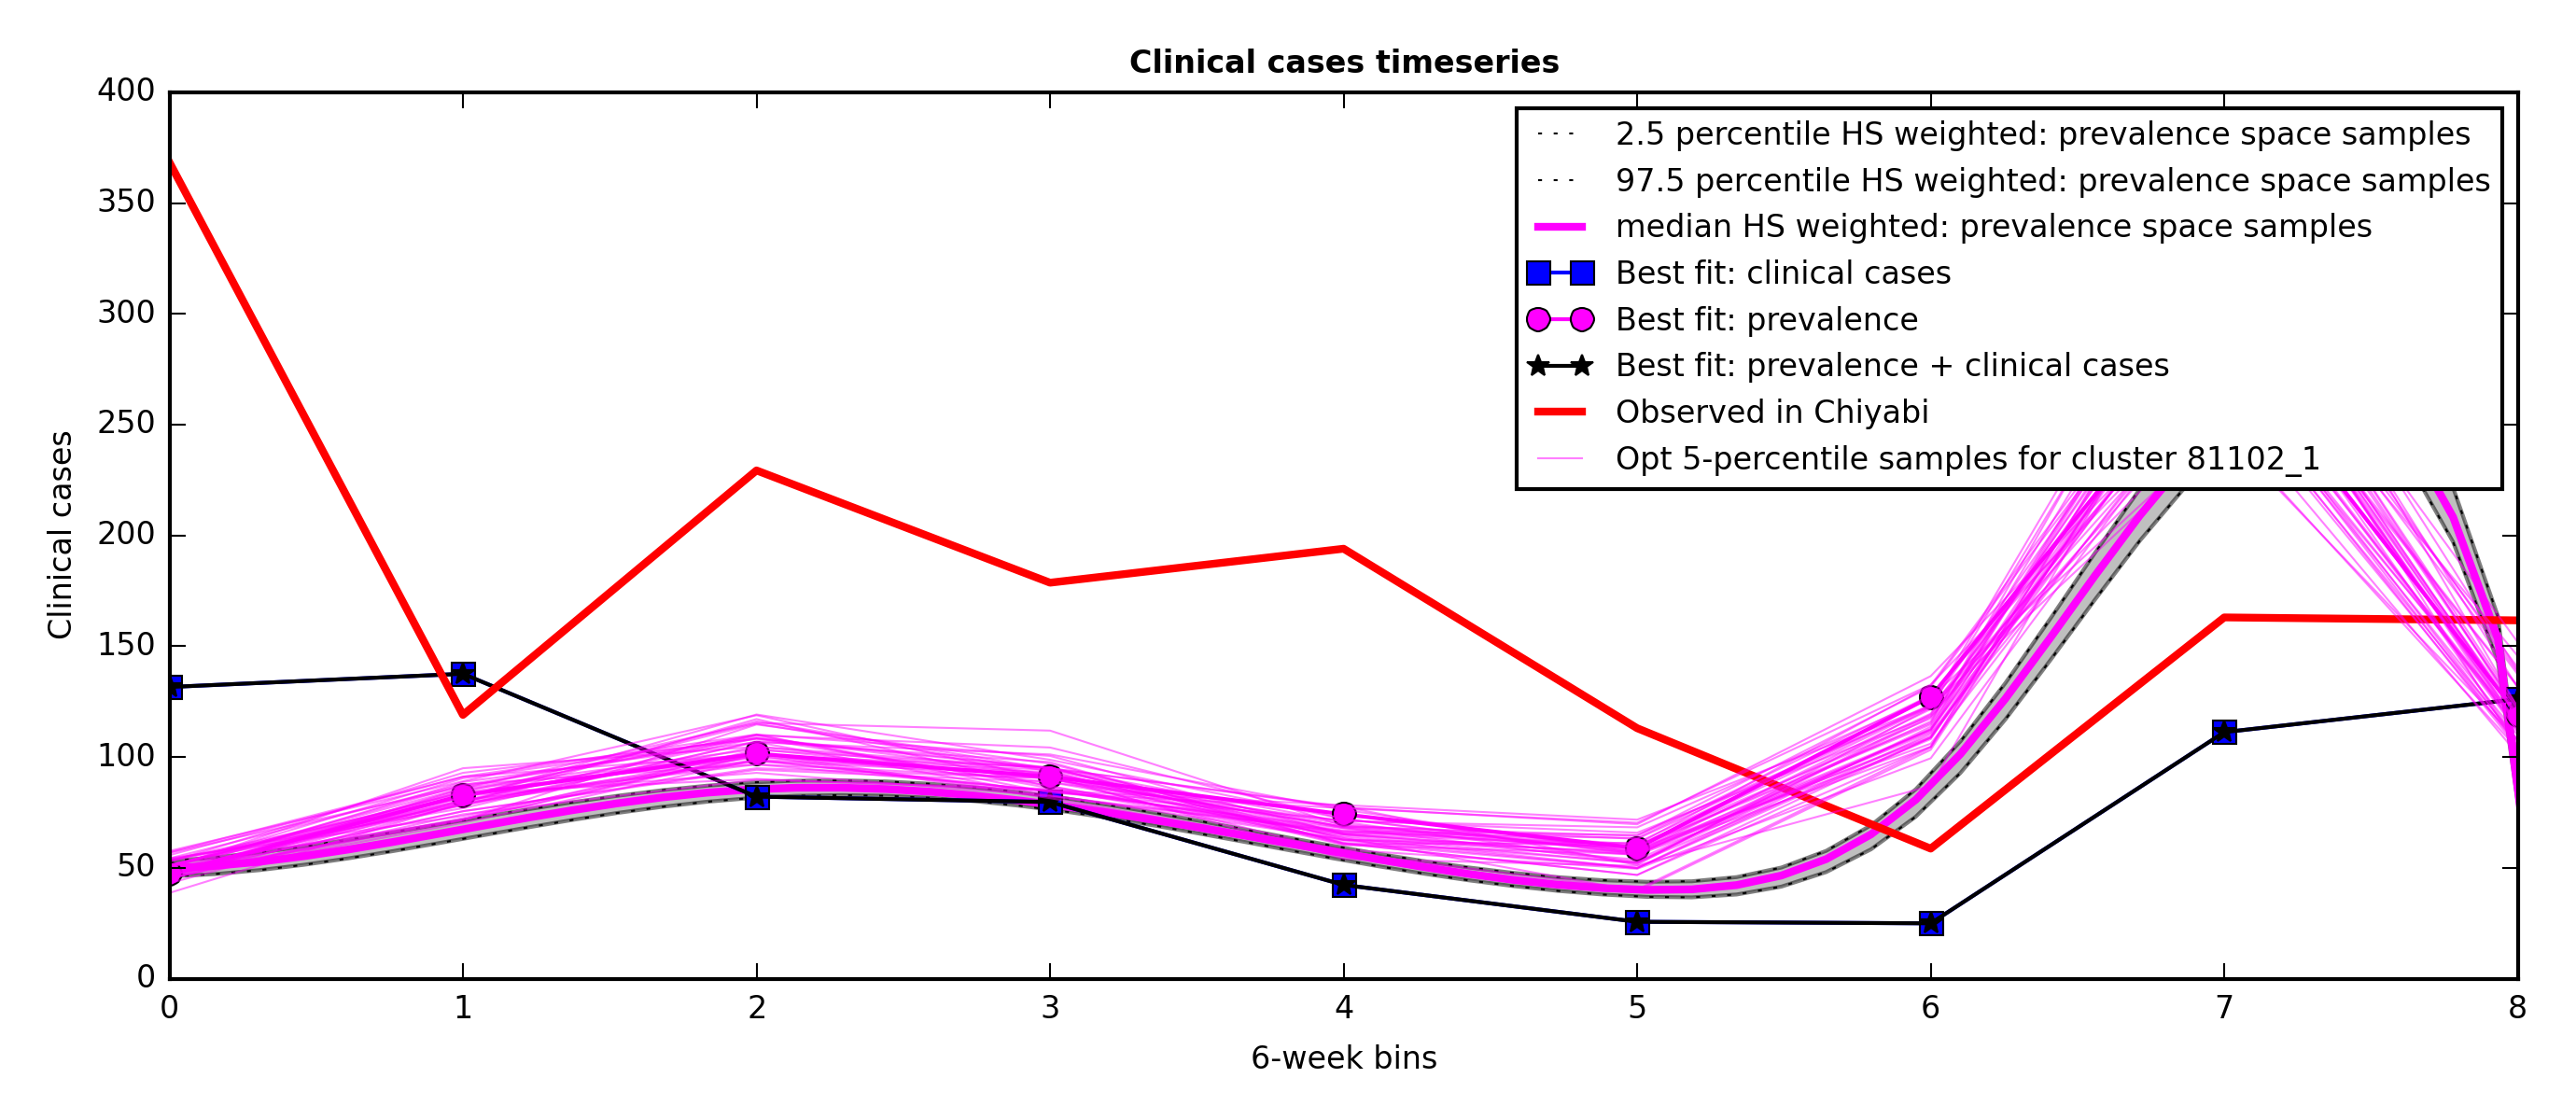 Clinical cases timeseries
400
350
300
250
200
150
100
50
0
Clinical cases
2.5 percentile HS weighted: prevalence space samples
97.5 percentile HS weighted: prevalence space samples
median HS weighted: prevalence space samples
Best fit: clinical cases
Best fit: prevalence
Best fit: prevalence + clinical cases
Observed in Chiyabi
Opt 5-percentile samples for cluster 81102_1
0 1 2 3 4 5 6 7 8
6-week bins